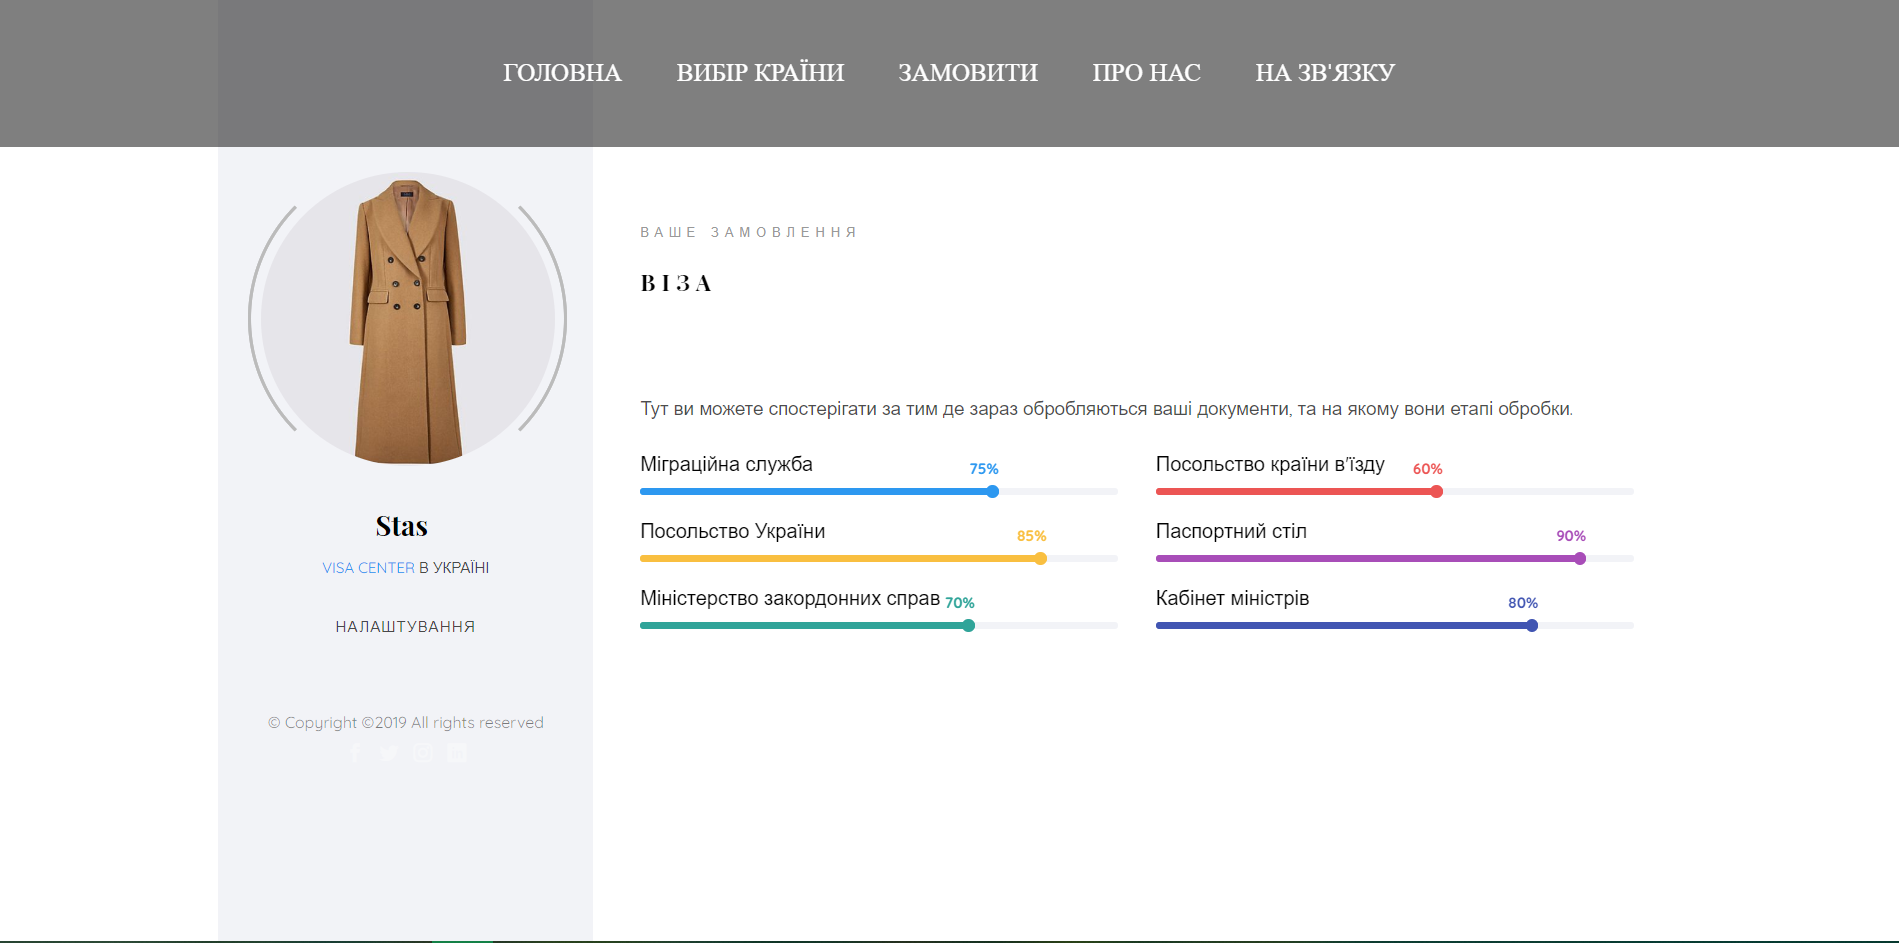 ГОЛОВНА ВИБІР КРАЇНИ ЗАМОВИТИ ПРО НАС НА ЗВ'ЯЗКУ
Stas
VISA CENTER В УКРАЇНІ
НАЛАШТУВАННЯ
© Copyright ©2019 All rights reserved
ВАШЕ ЗАМОВЛЕННЯ
ВІЗА
Тут ви можете спостерігати за тим де зараз обробляються ваші документи, та на якому вони етапі обробки.
Міграційна служба 75% Посольство країни в'їзду 60%
Посольство України 85% Паспортний стіл 90%
Міністерство закордонних справ 70% Кабінет міністрів 80%